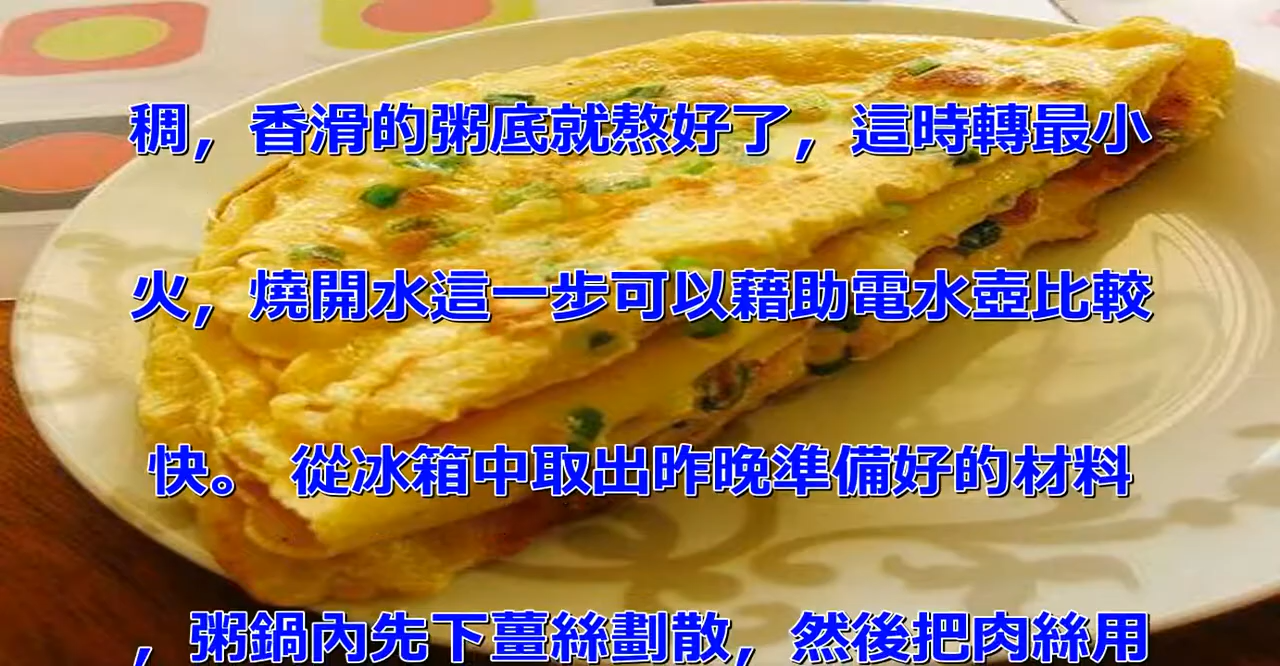 稠，香滑的粥底就熬好了，這時轉最小
火，燒開水這一步可以藉助電水壺比較
快。 從冰箱中取出昨晚準備好的材料
，粥鍋內先下薑絲劃散，然後把肉絲用